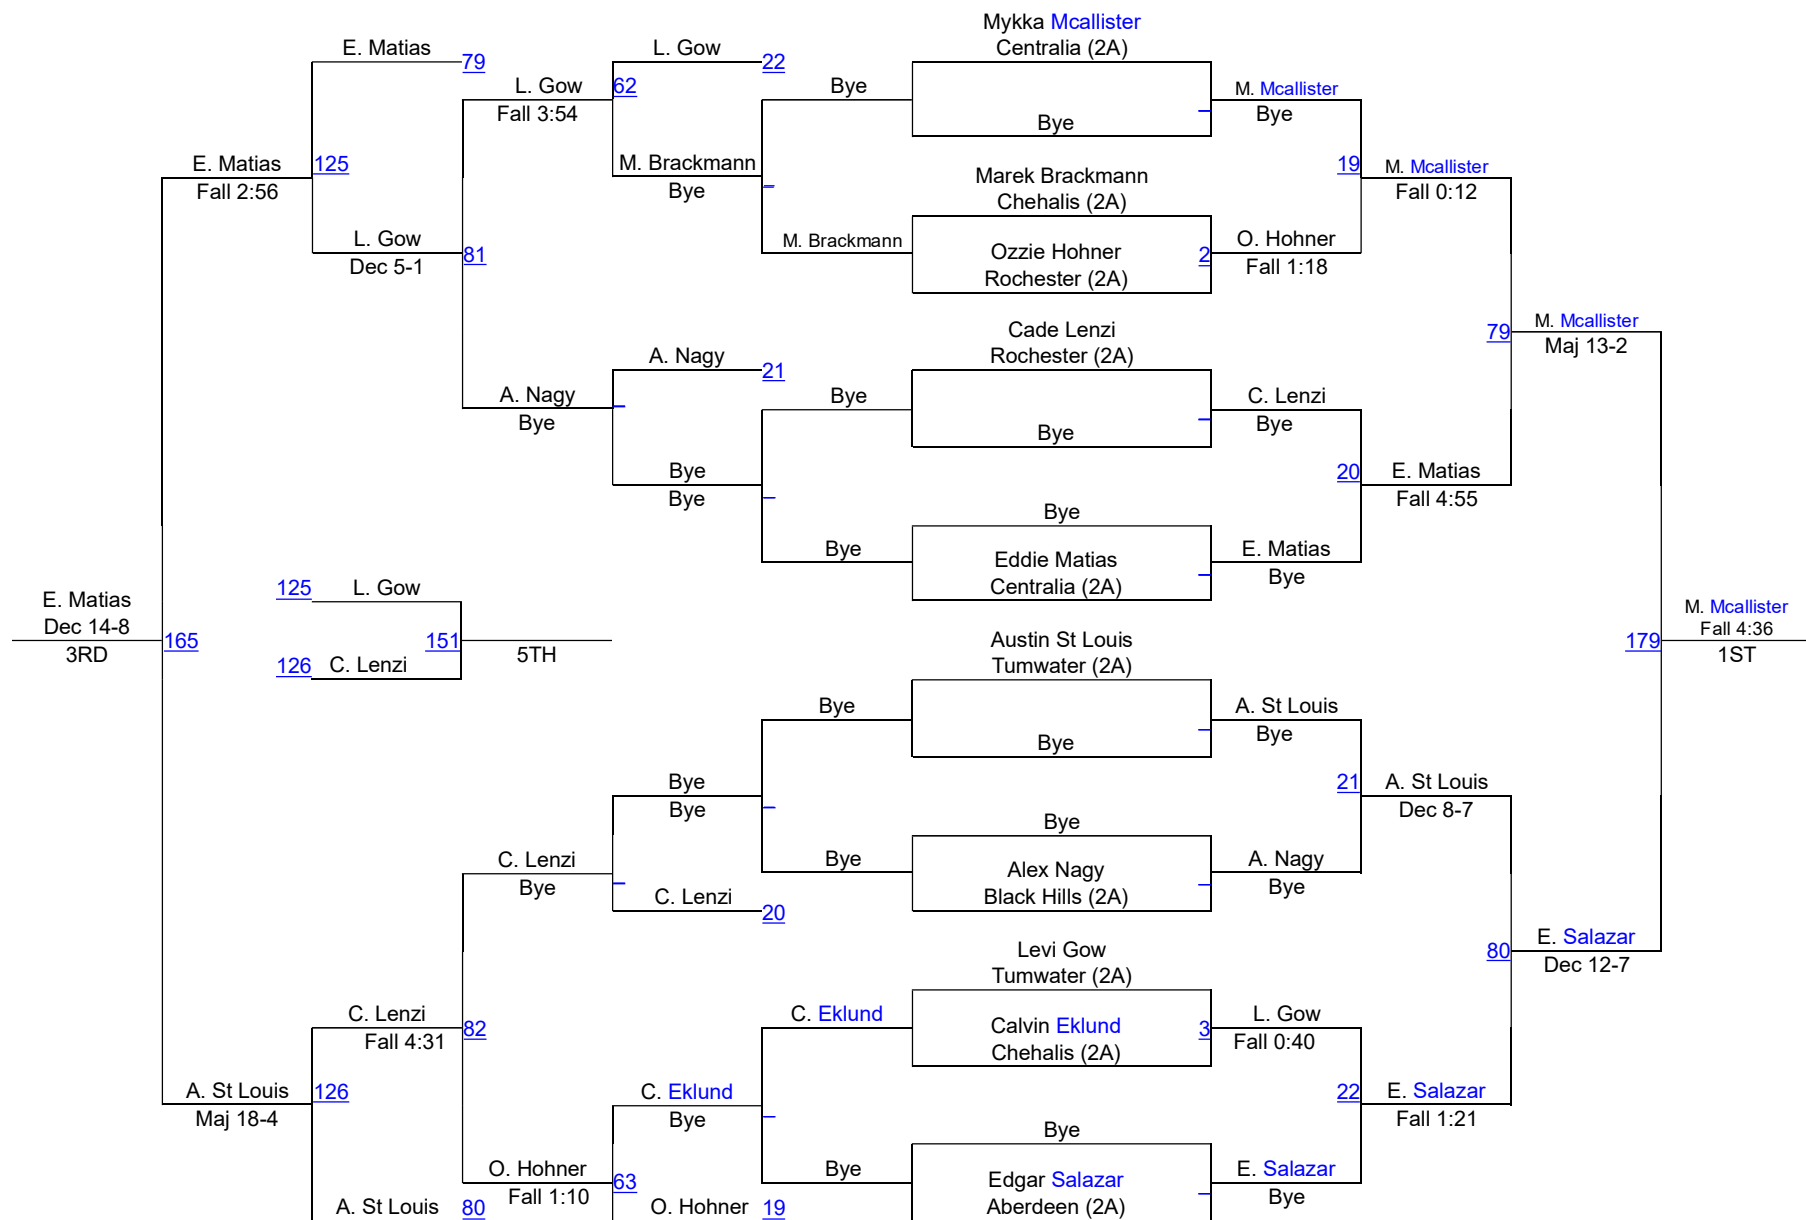 Mykka Mcallister
E. Matias
L. Gow
Centralia (2A)
79
22
L. Gow
62
Bye
M. Mcallister
Fall 3:54
Bye
Bye
E. Matias
125
M. Brackmann
19
M. Mcallister
Fall 2:56
Bye
Marek Brackmann
Fall 0:12
Chehalis (2A)
L. Gow
M. Brackmann
O. Hohner
Dec 5-1
81
Ozzie Hohner
2
Fall 1:18
Rochester (2A)
Cade Lenzi
M. Mcallister
A. Nagy
Rochester (2A)
79
Maj 13-2
21
A. Nagy
Bye
C. Lenzi
Bye
Bye
Bye
Bye
20
E. Matias
Bye
Fall 4:55
Bye
Bye
E. Matias
Eddie Matias
Bye
125
L. Gow
Centralia (2A)
E. Matias
M. Mcallister
Dec 14-8
Fall 4:36
3RD
165
151
5TH
Austin St Louis
179
1ST
126
C. Lenzi
Tumwater (2A)
Bye
A. St Louis
Bye
Bye
Bye
21
A. St Louis
Bye
Dec 8-7
Bye
C. Lenzi
Bye
A. Nagy
Bye
Alex Nagy
Bye
C. Lenzi
20
Black Hills (2A)
Levi Gow
E. Salazar
Tumwater (2A)
80
Dec 12-7
C. Lenzi
C. Eklund
L. Gow
Fall 4:31
82
Calvin Eklund
3
Fall 0:40
Chehalis (2A)
A. St Louis
126
C. Eklund
22
E. Salazar
Maj 18-4
Bye
Fall 1:21
Bye
O. Hohner
Bye
E. Salazar
Fall 1:10
63
Edgar Salazar
Bye
A. St Louis
80
O. Hohner
19
Aberdeen (2A)